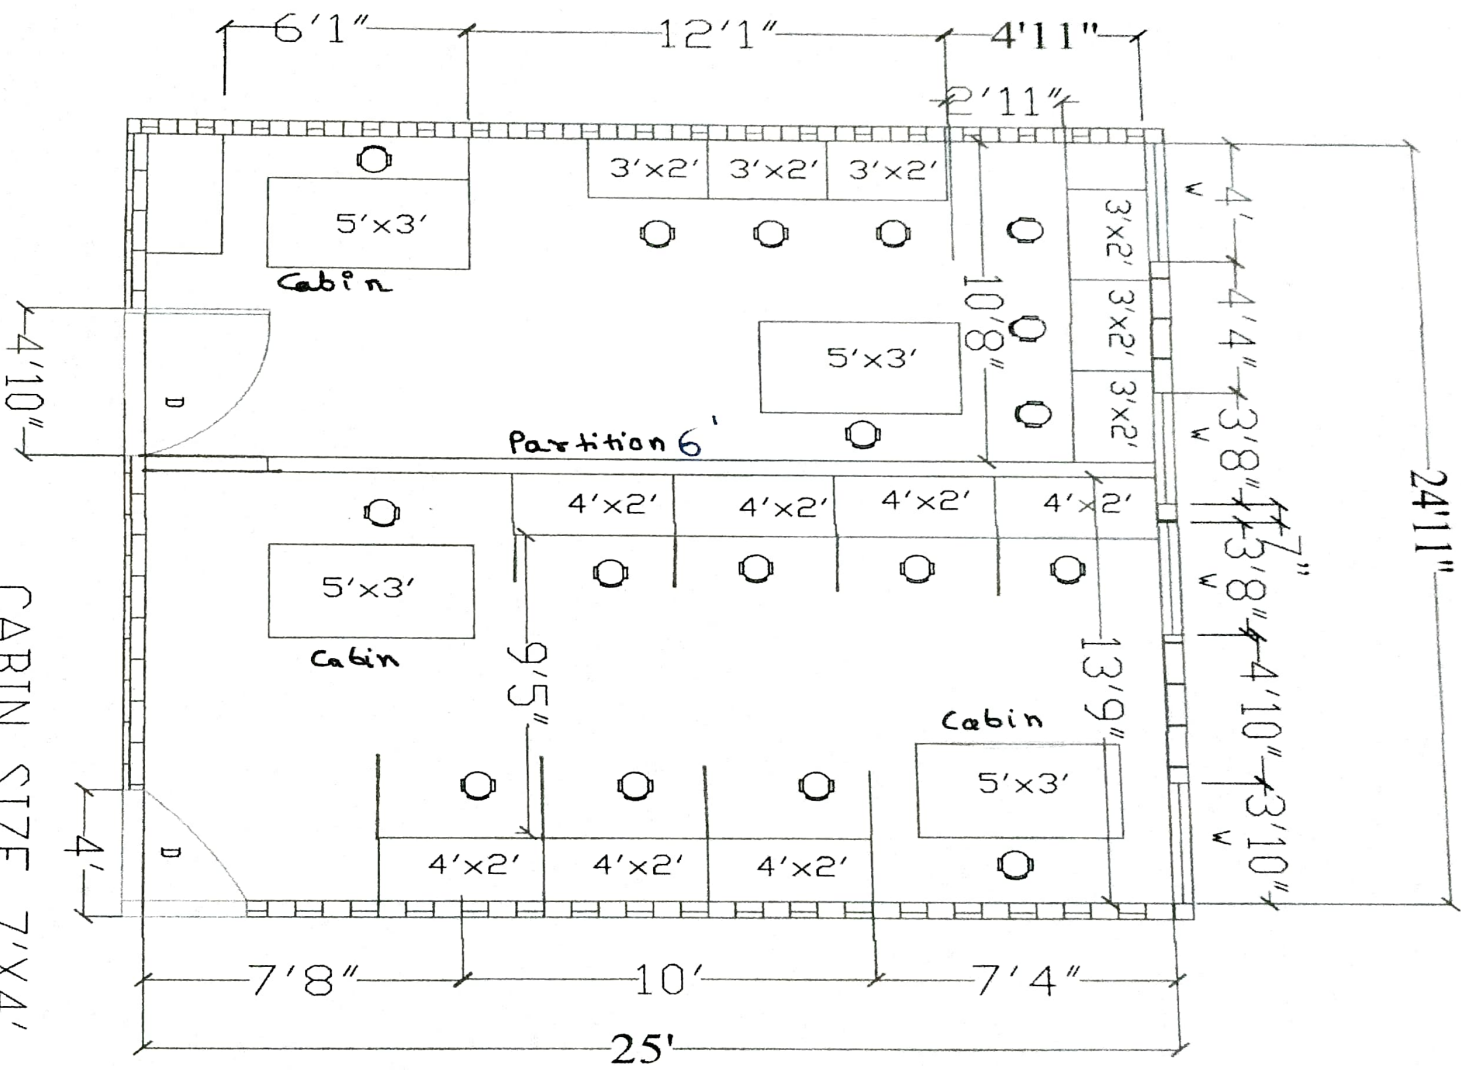 6'1" 12'1" 4'11"
2'11"
3'x2' 3'x2' 3'x2'
5'x3'
Cabin
W
4'
3'x2'
3'x2'
3'x2'
10'8"
4'4"
5'x3'
4'10"
D
W
3'8"
24'11"
Partition 6'
4'x2' 4'x2' 4'x2' 4'x2'
7"
5'x3'
Cabin
W
3'8"
9'5"
13'9"
4'10"
Cabin
5'x3'
4'x2' 4'x2' 4'x2'
W
3'10"
D
4'
7'8" 10' 7'4"
25'
CABIN SIZE 7'X4'